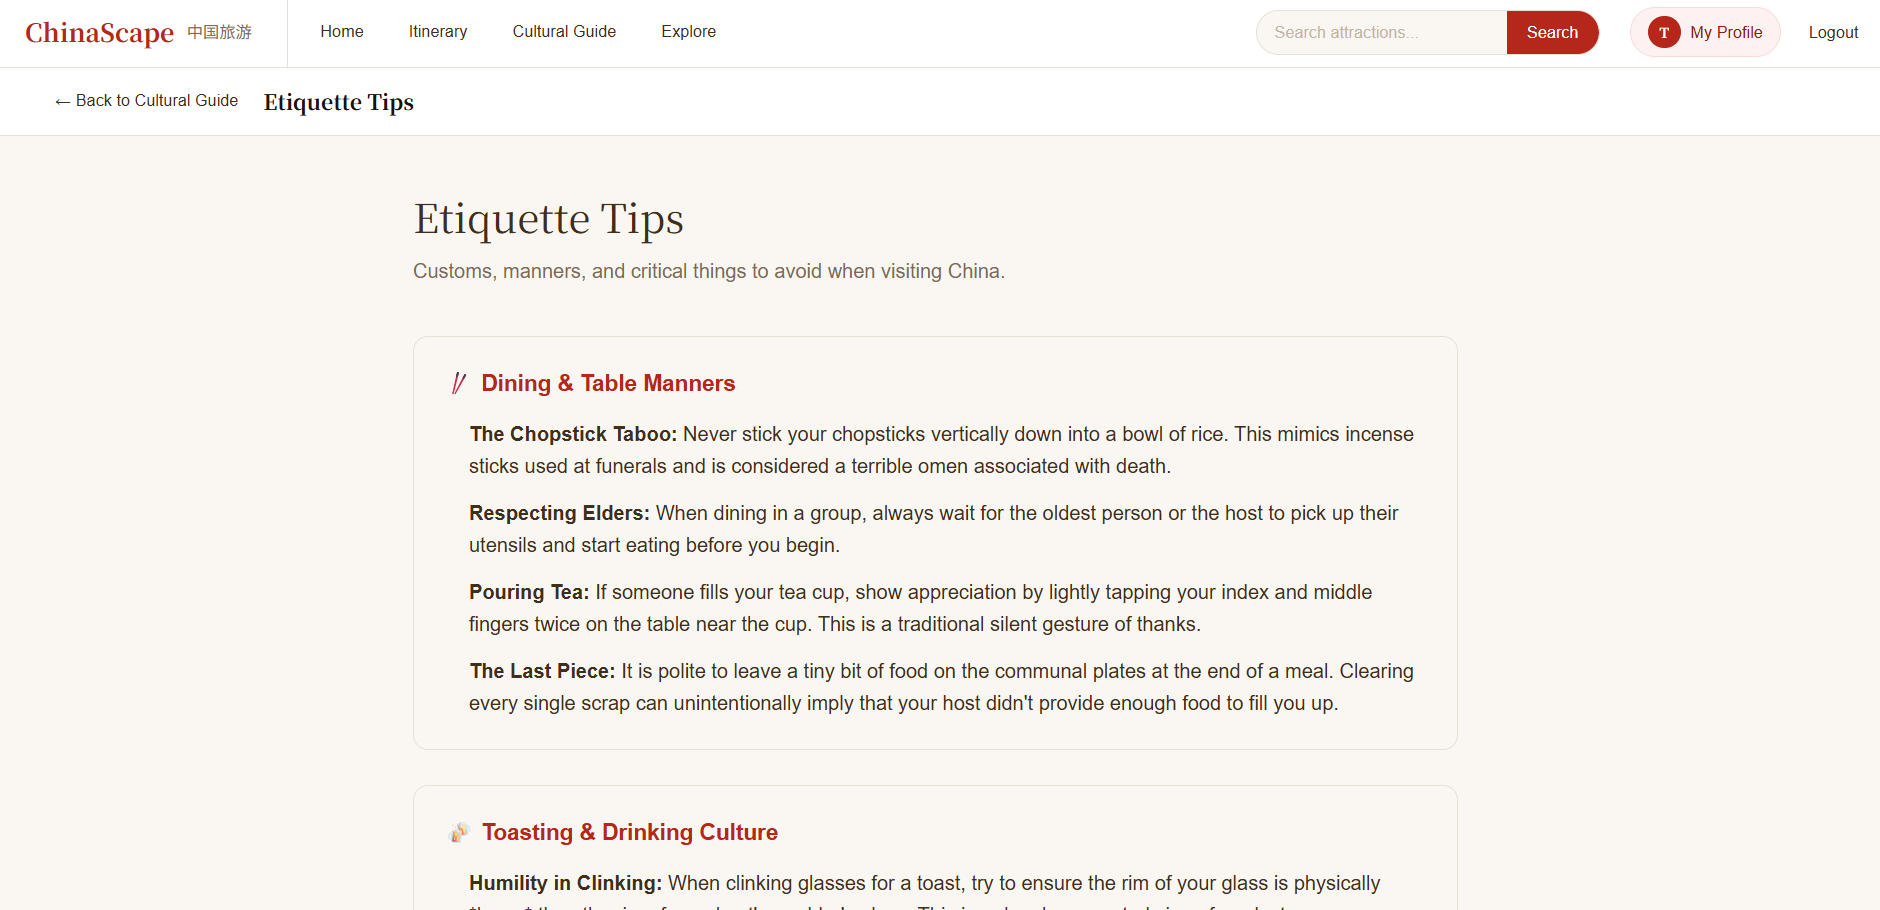 ChinaScape 中国旅游
Home
Itinerary
Cultural Guide
Explore
Search attractions...
Search
T
My Profile
Logout
← Back to Cultural Guide
Etiquette Tips
Etiquette Tips
Customs, manners, and critical things to avoid when visiting China.
Dining & Table Manners
The Chopstick Taboo: Never stick your chopsticks vertically down into a bowl of rice. This mimics incense
sticks used at funerals and is considered a terrible omen associated with death.
Respecting Elders: When dining in a group, always wait for the oldest person or the host to pick up their
utensils and start eating before you begin.
Pouring Tea: If someone fills your tea cup, show appreciation by lightly tapping your index and middle
fingers twice on the table near the cup. This is a traditional silent gesture of thanks.
The Last Piece: It is polite to leave a tiny bit of food on the communal plates at the end of a meal. Clearing
every single scrap can unintentionally imply that your host didn't provide enough food to fill you up.
Toasting & Drinking Culture
Humility in Clinking: When clinking glasses for a toast, try to ensure the rim of your glass is physically